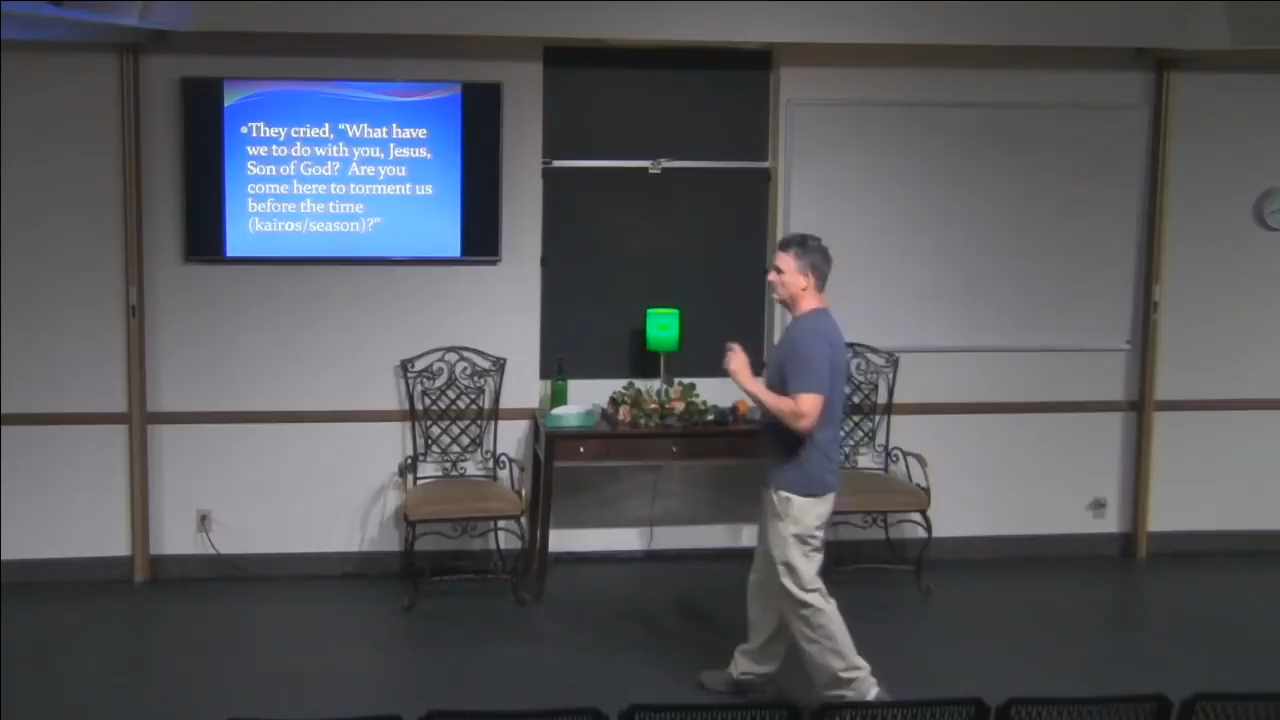 They cried, “What have
we to do with you, Jesus,
Son of God?  Are you
come here to torment us
before the time
(kairos/season)?”